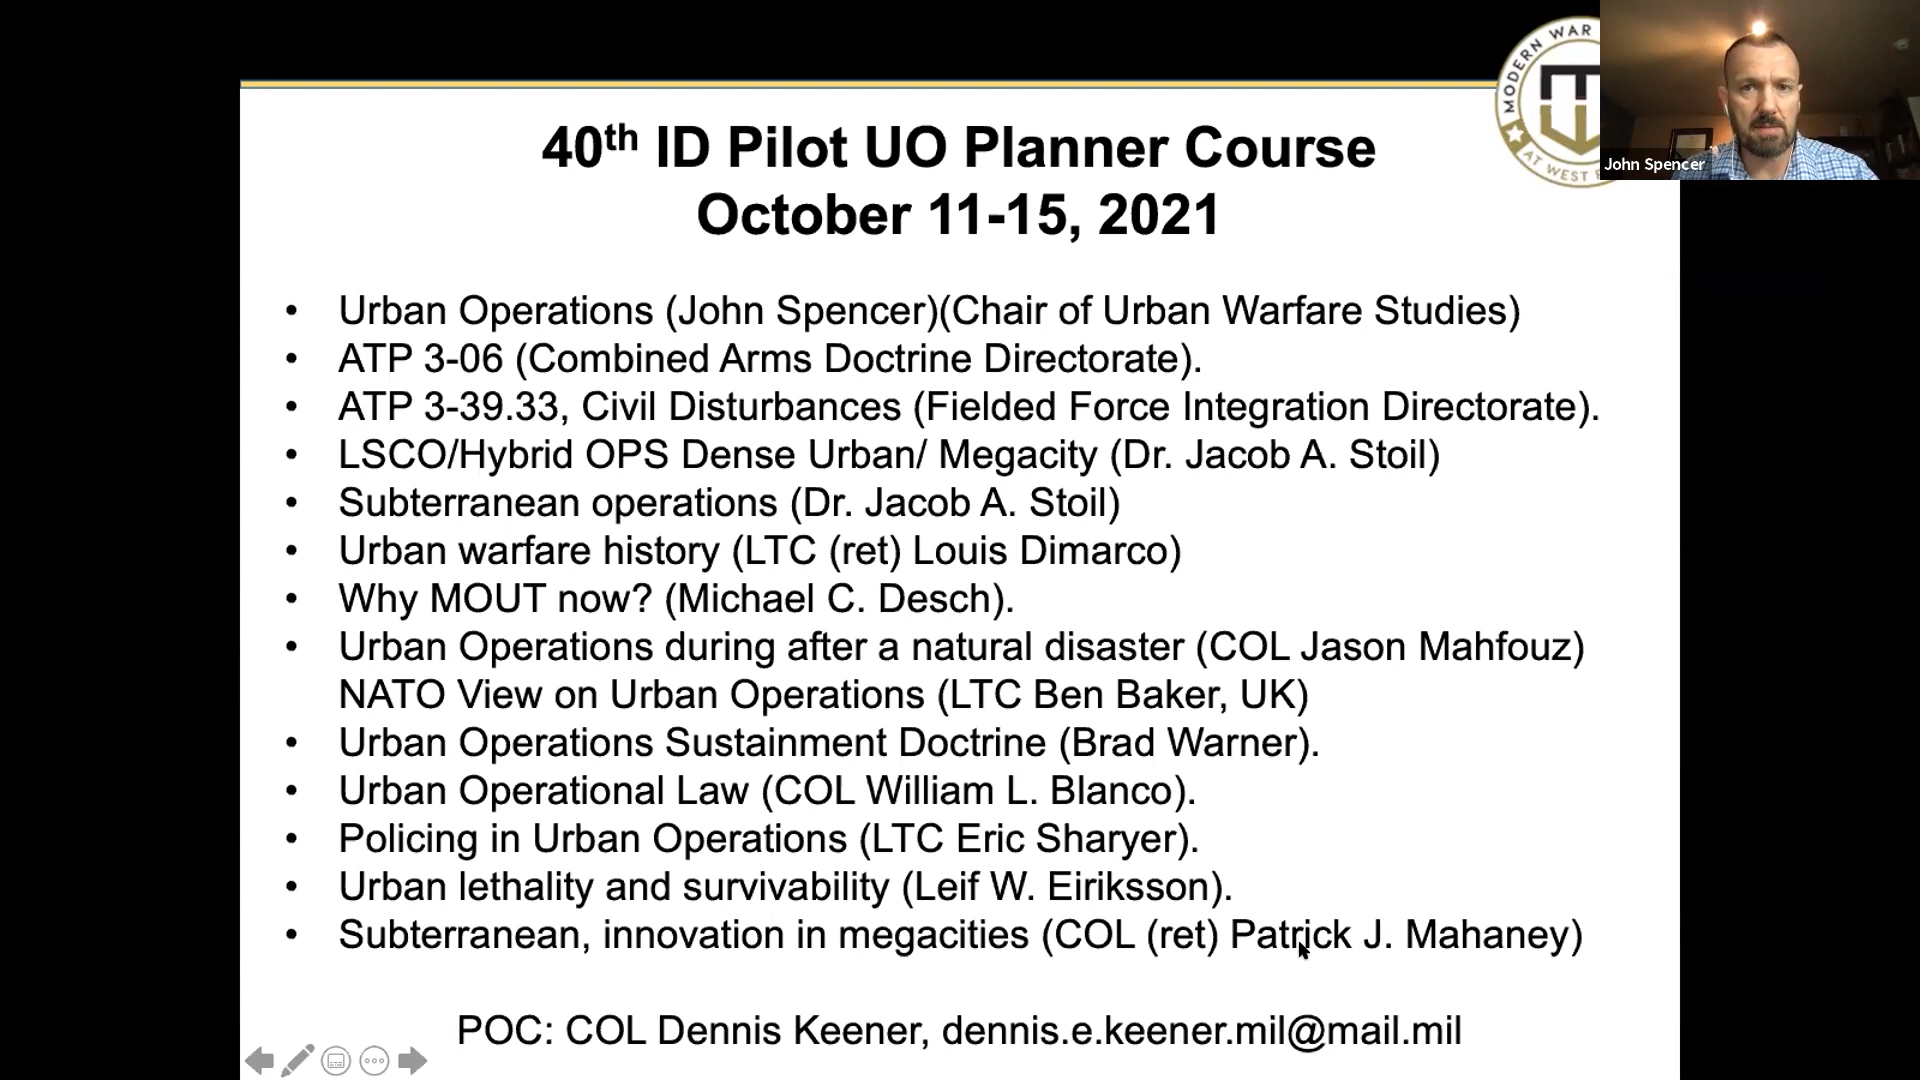 MODERN WAR
AT WEST
John Spencer
40th ID Pilot UO Planner Course
October 11-15, 2021
• Urban Operations (John Spencer)(Chair of Urban Warfare Studies)
• ATP 3-06 (Combined Arms Doctrine Directorate).
• ATP 3-39.33, Civil Disturbances (Fielded Force Integration Directorate).
• LSCO/Hybrid OPS Dense Urban/ Megacity (Dr. Jacob A. Stoil)
• Subterranean operations (Dr. Jacob A. Stoil)
• Urban warfare history (LTC (ret) Louis Dimarco)
• Why MOUT now? (Michael C. Desch).
• Urban Operations during after a natural disaster (COL Jason Mahfouz)
NATO View on Urban Operations (LTC Ben Baker, UK)
• Urban Operations Sustainment Doctrine (Brad Warner).
• Urban Operational Law (COL William L. Blanco).
• Policing in Urban Operations (LTC Eric Sharyer).
• Urban lethality and survivability (Leif W. Eiriksson).
• Subterranean, innovation in megacities (COL (ret) Patrick J. Mahaney)
POC: COL Dennis Keener, dennis.e.keener.mil@mail.mil